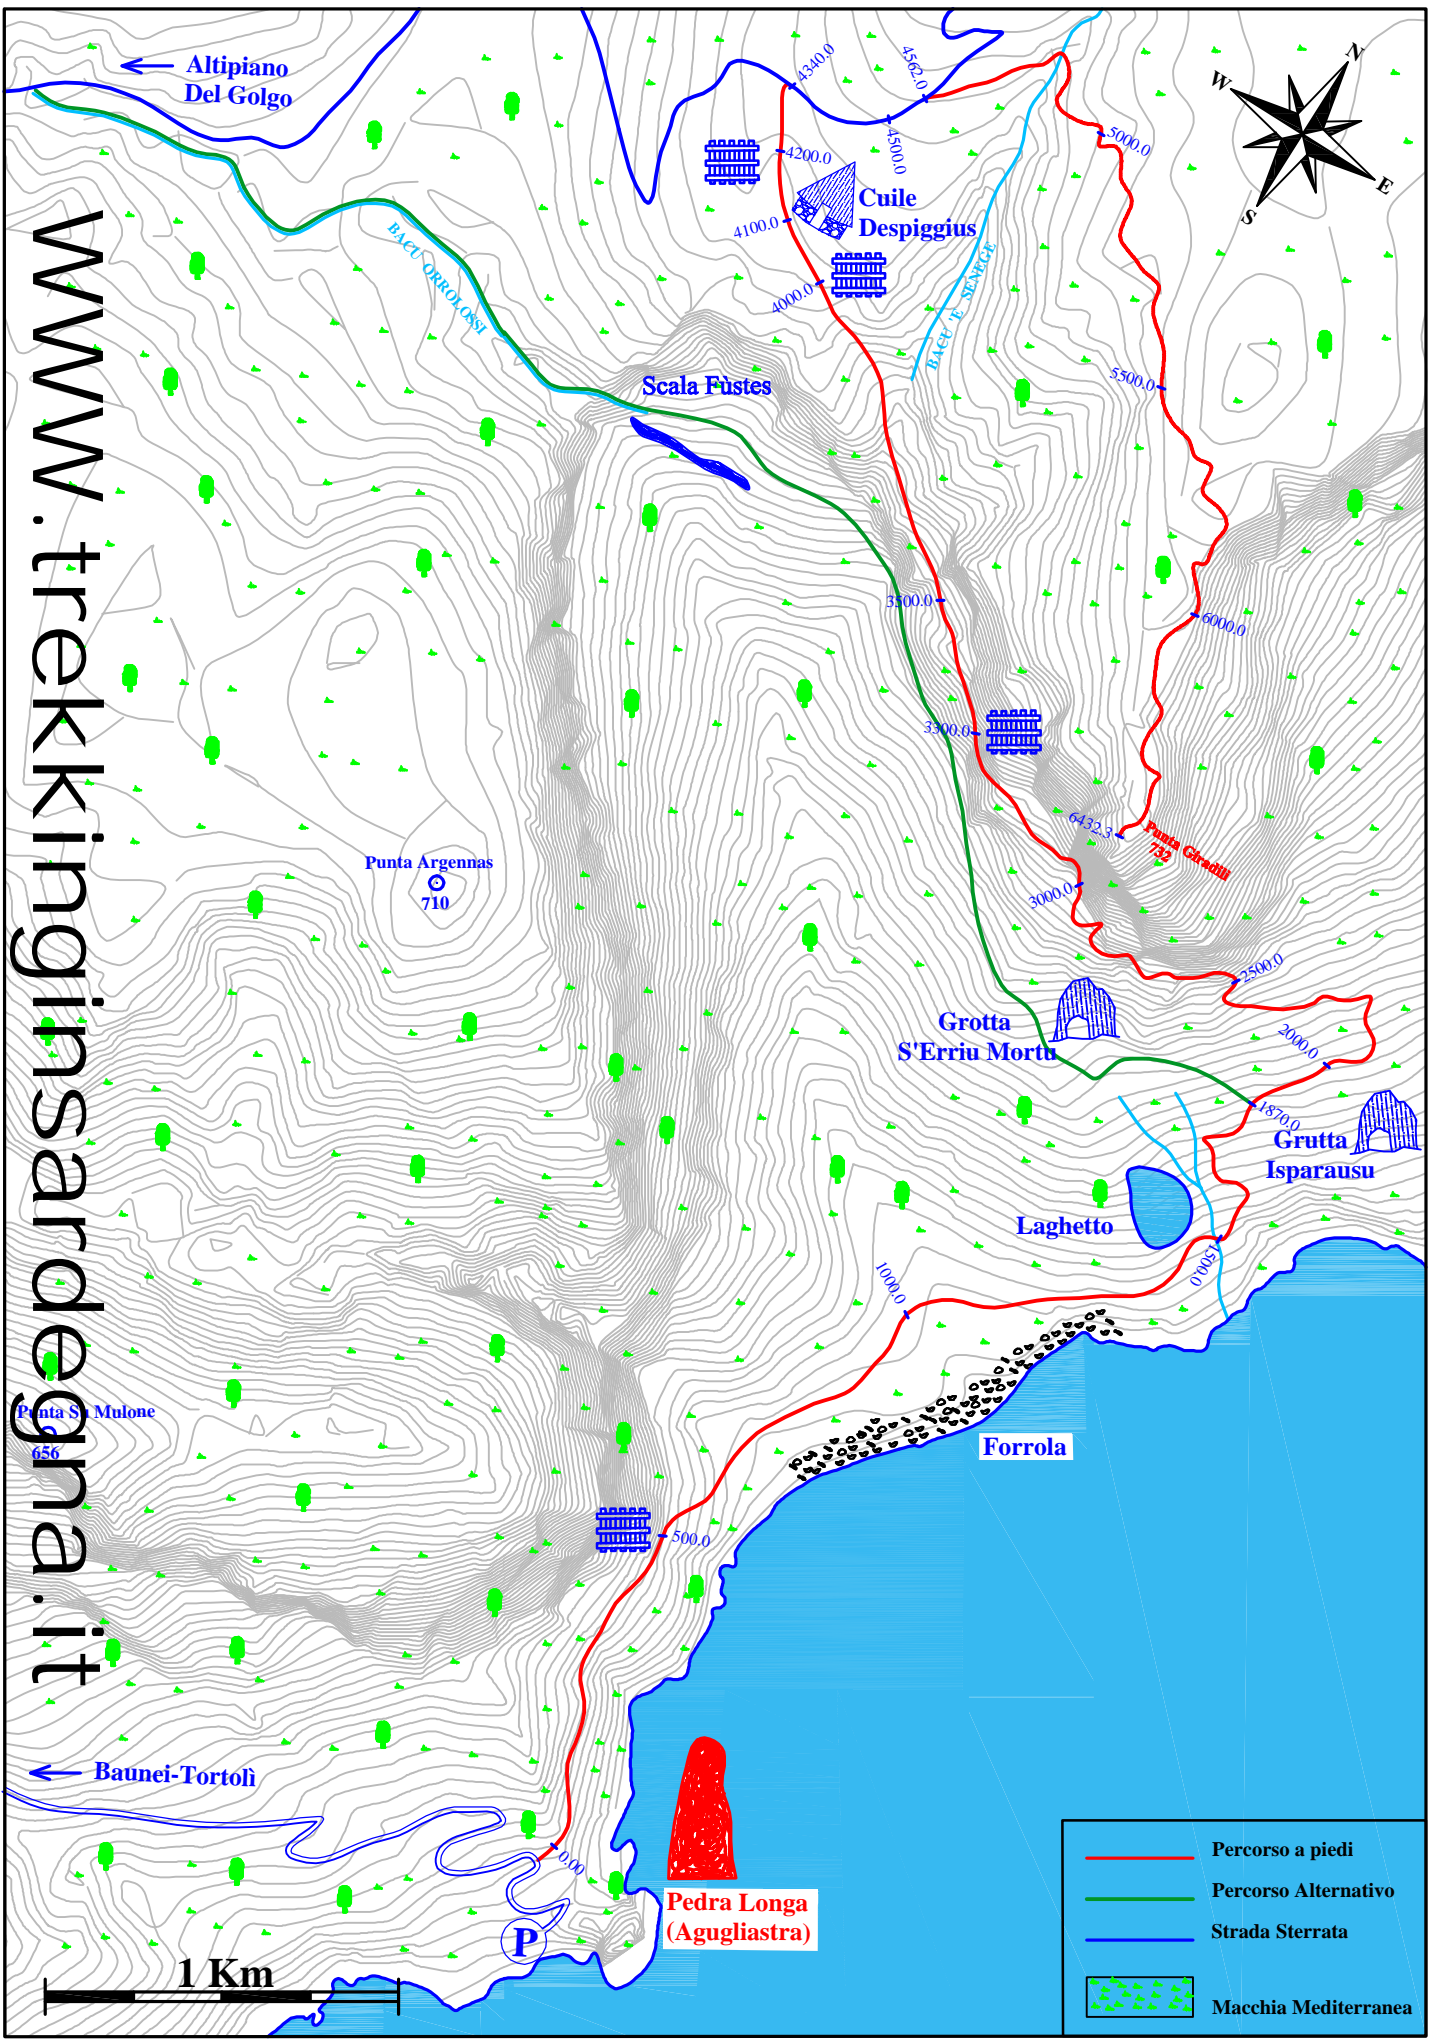 Altipiano
Del Golgo
4340.0
4562.0
N
W
E
S
5000.0
4500.0
4200.0
4100.0
4000.0
Cuile
Despiggius
BACU ORROLOSSI
BACU 'E SENEGE
Scala Fùstes
5500.0
3500.0
6000.0
3300.0
6432.3
Punta Giradili
732
Punta Argennas
710
3000.0
2500.0
Grotta
S'Erriu Mortu
2000.0
1870.0
Grutta
Isparausu
Laghetto
1500.0
1000.0
Punta Su Mulone
656
Forrola
500.0
www.trekkinginsardegna.it
Baunei-Tortolì
0.00
P
Pedra Longa
(Agugliastra)
1 Km
Percorso a piedi
Percorso Alternativo
Strada Sterrata
Macchia Mediterranea